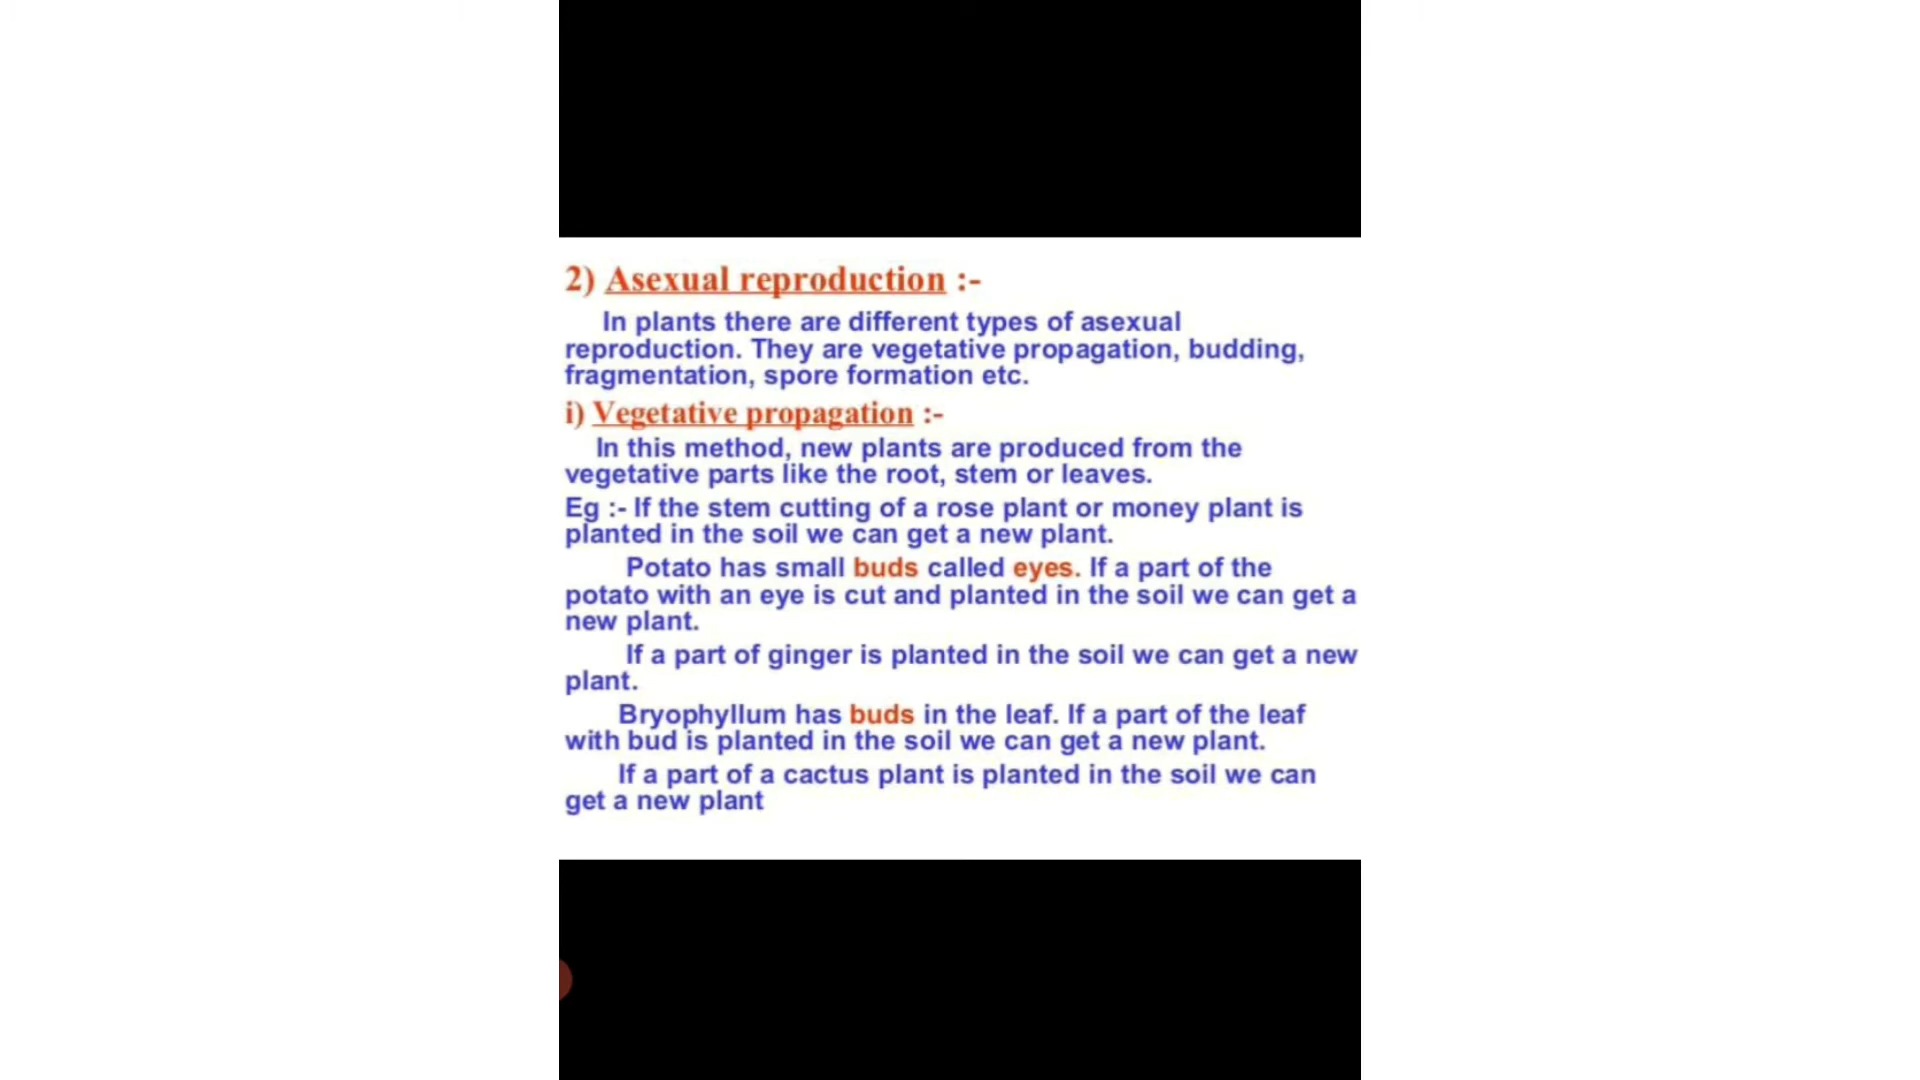 2) Asexual reproduction :-
In plants there are different types of asexual
reproduction. They are vegetative propagation, budding,
fragmentation, spore formation etc.
i) Vegetative propagation :-
In this method, new plants are produced from the
vegetative parts like the root, stem or leaves.
Eg :- If the stem cutting of a rose plant or money plant is
planted in the soil we can get a new plant.
Potato has small buds called eyes. If a part of the
potato with an eye is cut and planted in the soil we can get a
new plant.
If a part of ginger is planted in the soil we can get a new
plant.
Bryophyllum has buds in the leaf. If a part of the leaf
with bud is planted in the soil we can get a new plant.
If a part of a cactus plant is planted in the soil we can
get a new plant